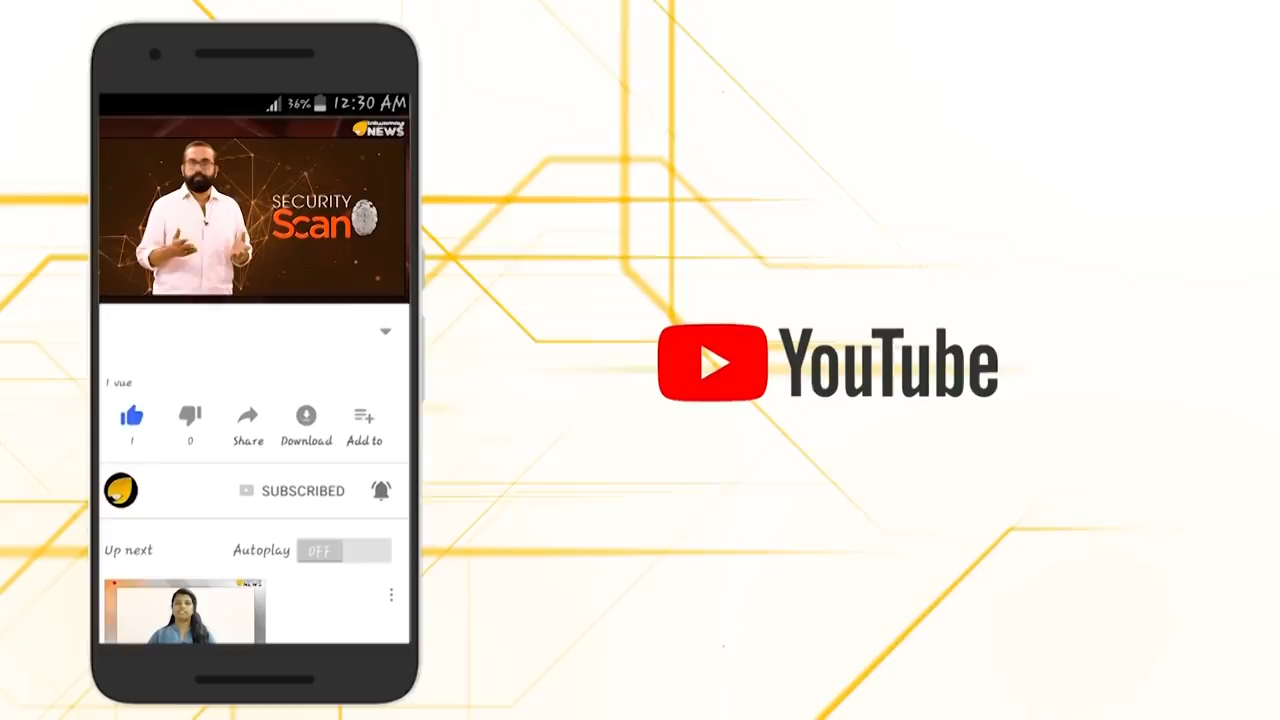 36% 12:30 AM
NEWS
SECURITY
Scan
1 vue
1 0 Share Download Add to
SUBSCRIBED
Up next Autoplay OFF
NEWS
YouTube